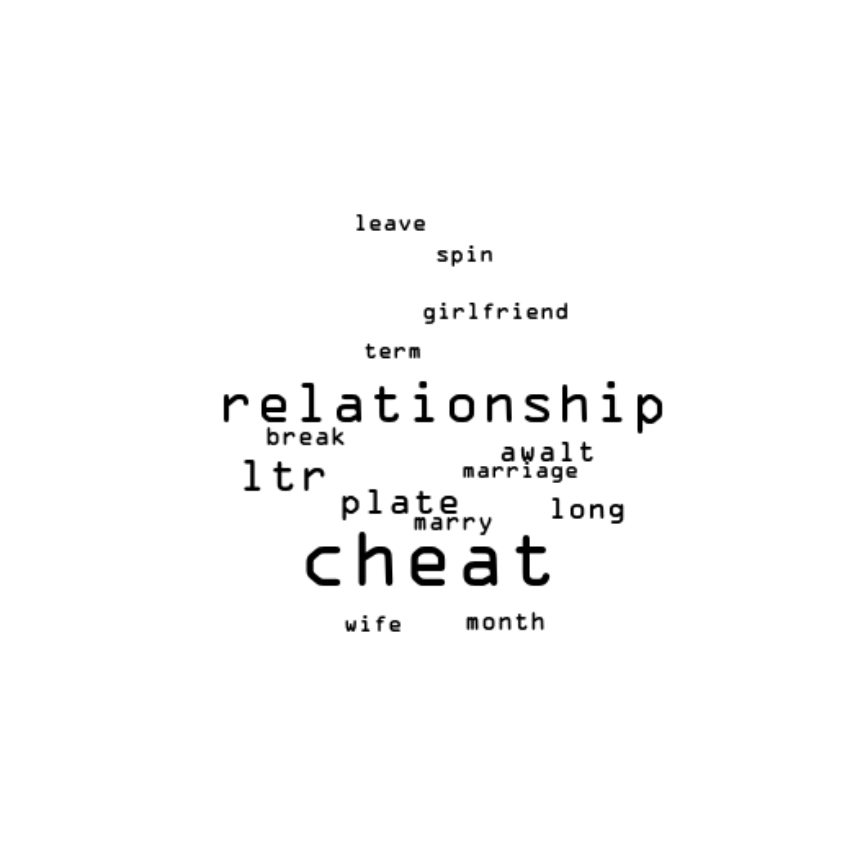 leave
spin
girlfriend
term
relationship
break
awalt
ltr
marriage
plate
long
marry
cheat
wife
month